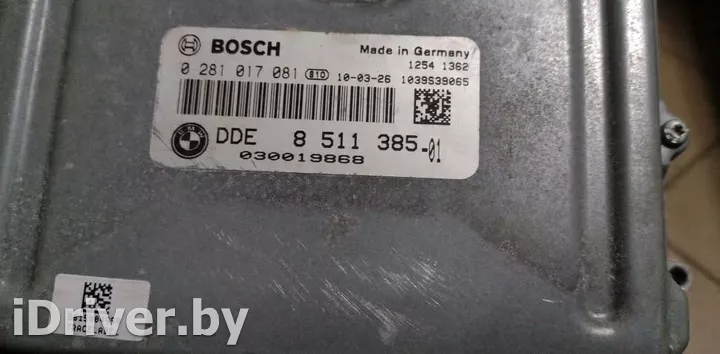 BOSCH
Made in Germany
1254 1362
0 281 017 081 810 10-03-26 1039S39065
BMW
DDE 8 511 385-01
030019868
iDriver.by